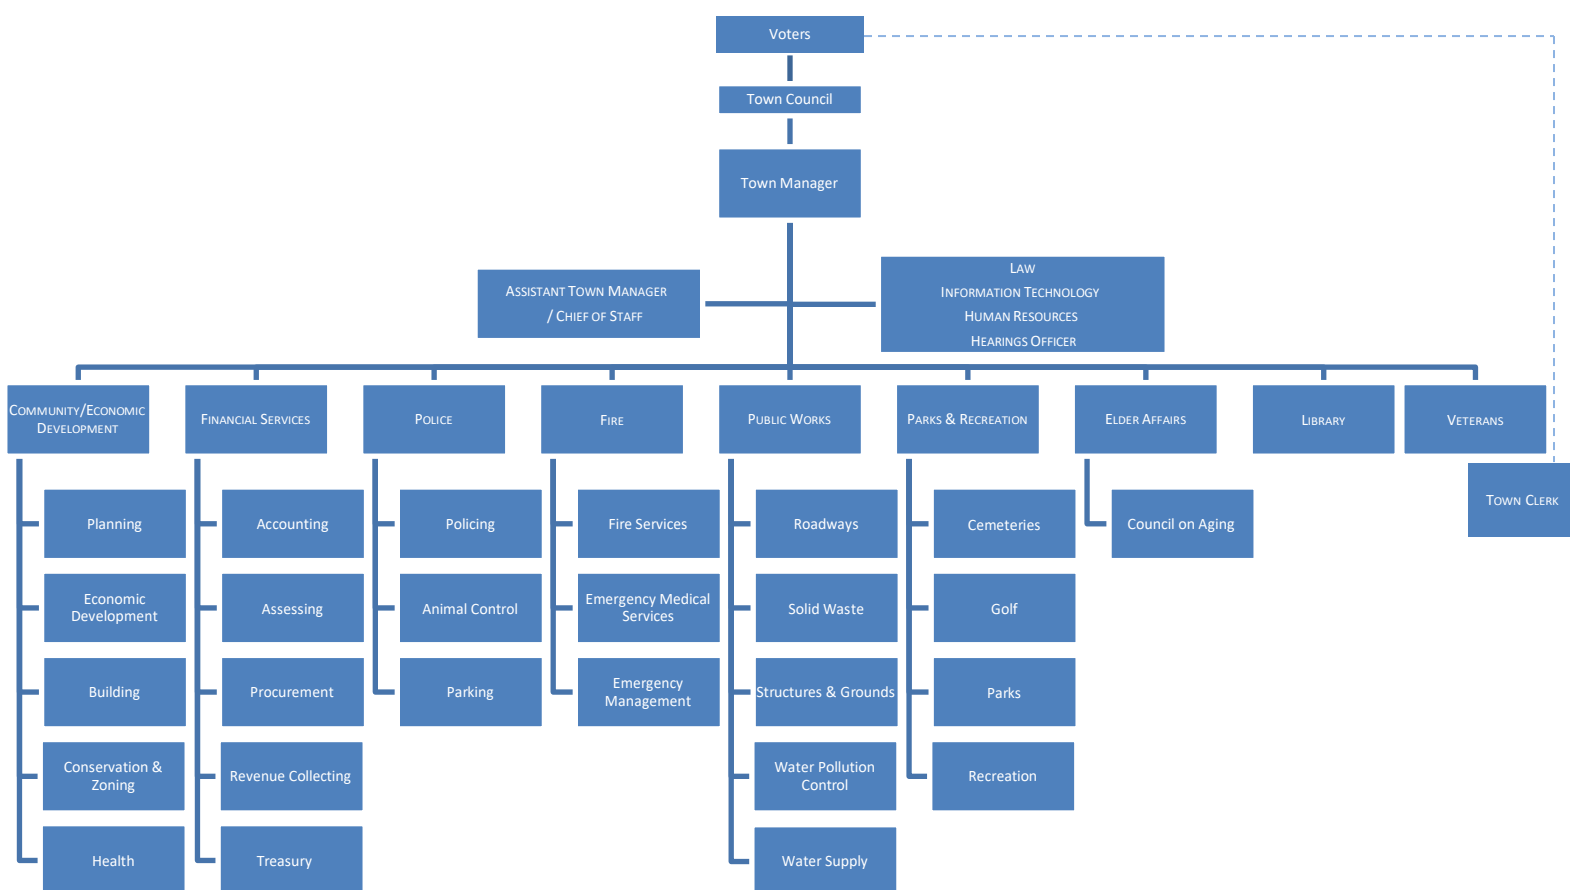 Voters
Town Council
Town Manager
ASSISTANT TOWN MANAGER
/ CHIEF OF STAFF
LAW
INFORMATION TECHNOLOGY
HUMAN RESOURCES
HEARINGS OFFICER
COMMUNITY/ECONOMIC
DEVELOPMENT
FINANCIAL SERVICES
POLICE
FIRE
PUBLIC WORKS
PARKS & RECREATION
ELDER AFFAIRS
LIBRARY
VETERANS
TOWN CLERK
Planning
Economic
Development
Building
Conservation &
Zoning
Health
Accounting
Assessing
Procurement
Revenue Collecting
Treasury
Policing
Animal Control
Parking
Fire Services
Emergency Medical
Services
Emergency
Management
Roadways
Solid Waste
Structures & Grounds
Water Pollution
Control
Water Supply
Cemeteries
Golf
Parks
Recreation
Council on Aging